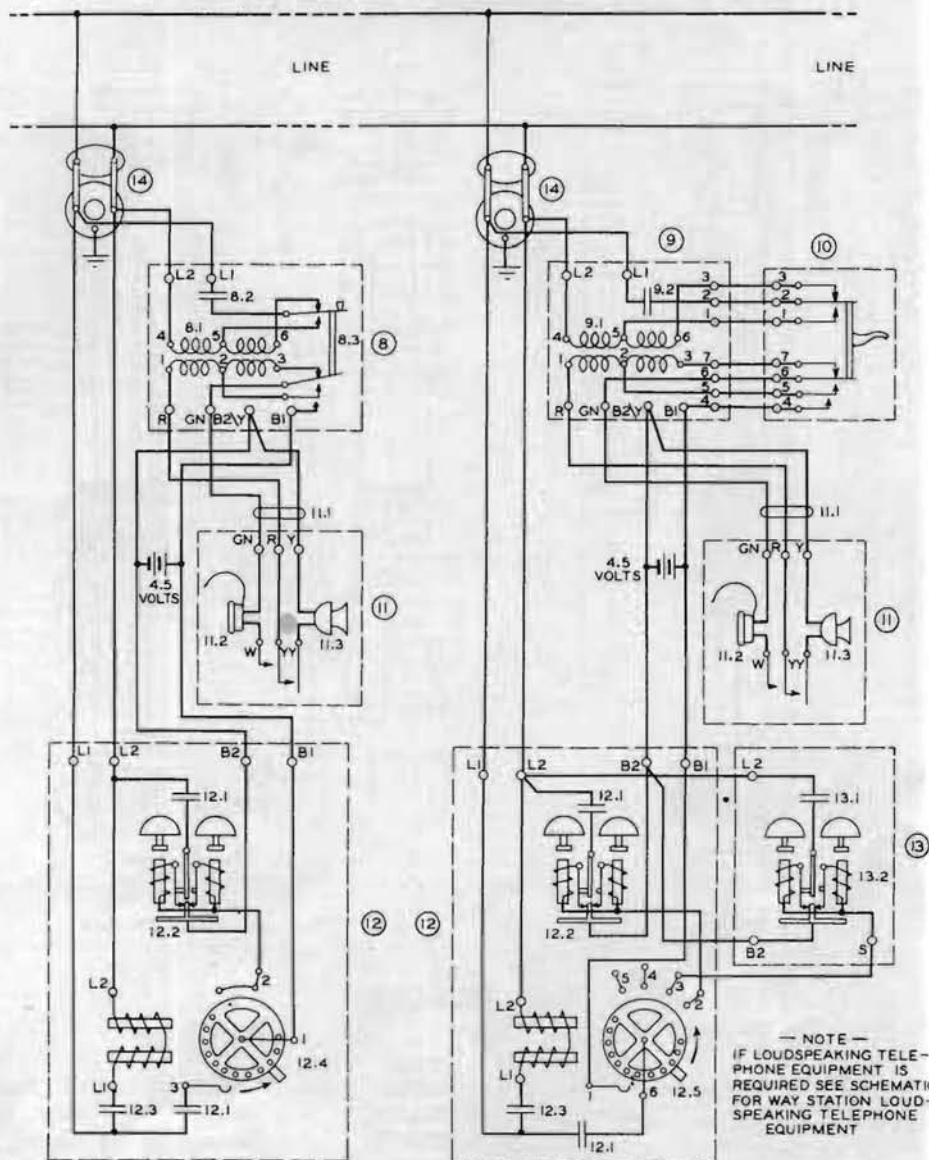 LINE
LINE
14
14
L2
L1
8.2
4
8.1
5
6
8.3
8
1
2
3
R
GN
B2\Y
B1
9
10
L2
L1
9.2
3
3
2
2
1
1
4
9.1
5
6
1
2
3
7
7
6
6
5
5
4
4
R
GN
B2\Y
B1
11.1
GN
R
Y
4.5
VOLTS
11
11.2
W
YY
11.3
11.1
GN
R
Y
4.5
VOLTS
11
11.2
W
YY
11.3
L1
L2
B2
B1
12.1
12.2
12
2
L2
1
12.4
L1
3
12.3
12.1
L1
L2
B2
B1
12.1
12.2
12
L2
5
4
3
2
L1
1
6
12.5
12.3
12.1
L2
13.1
13
13.2
B2
S
— NOTE —
IF LOUDSPEAKING TELE-
PHONE EQUIPMENT IS
REQUIRED SEE SCHEMATIC
FOR WAY STATION LOUD-
SPEAKING TELEPHONE
EQUIPMENT